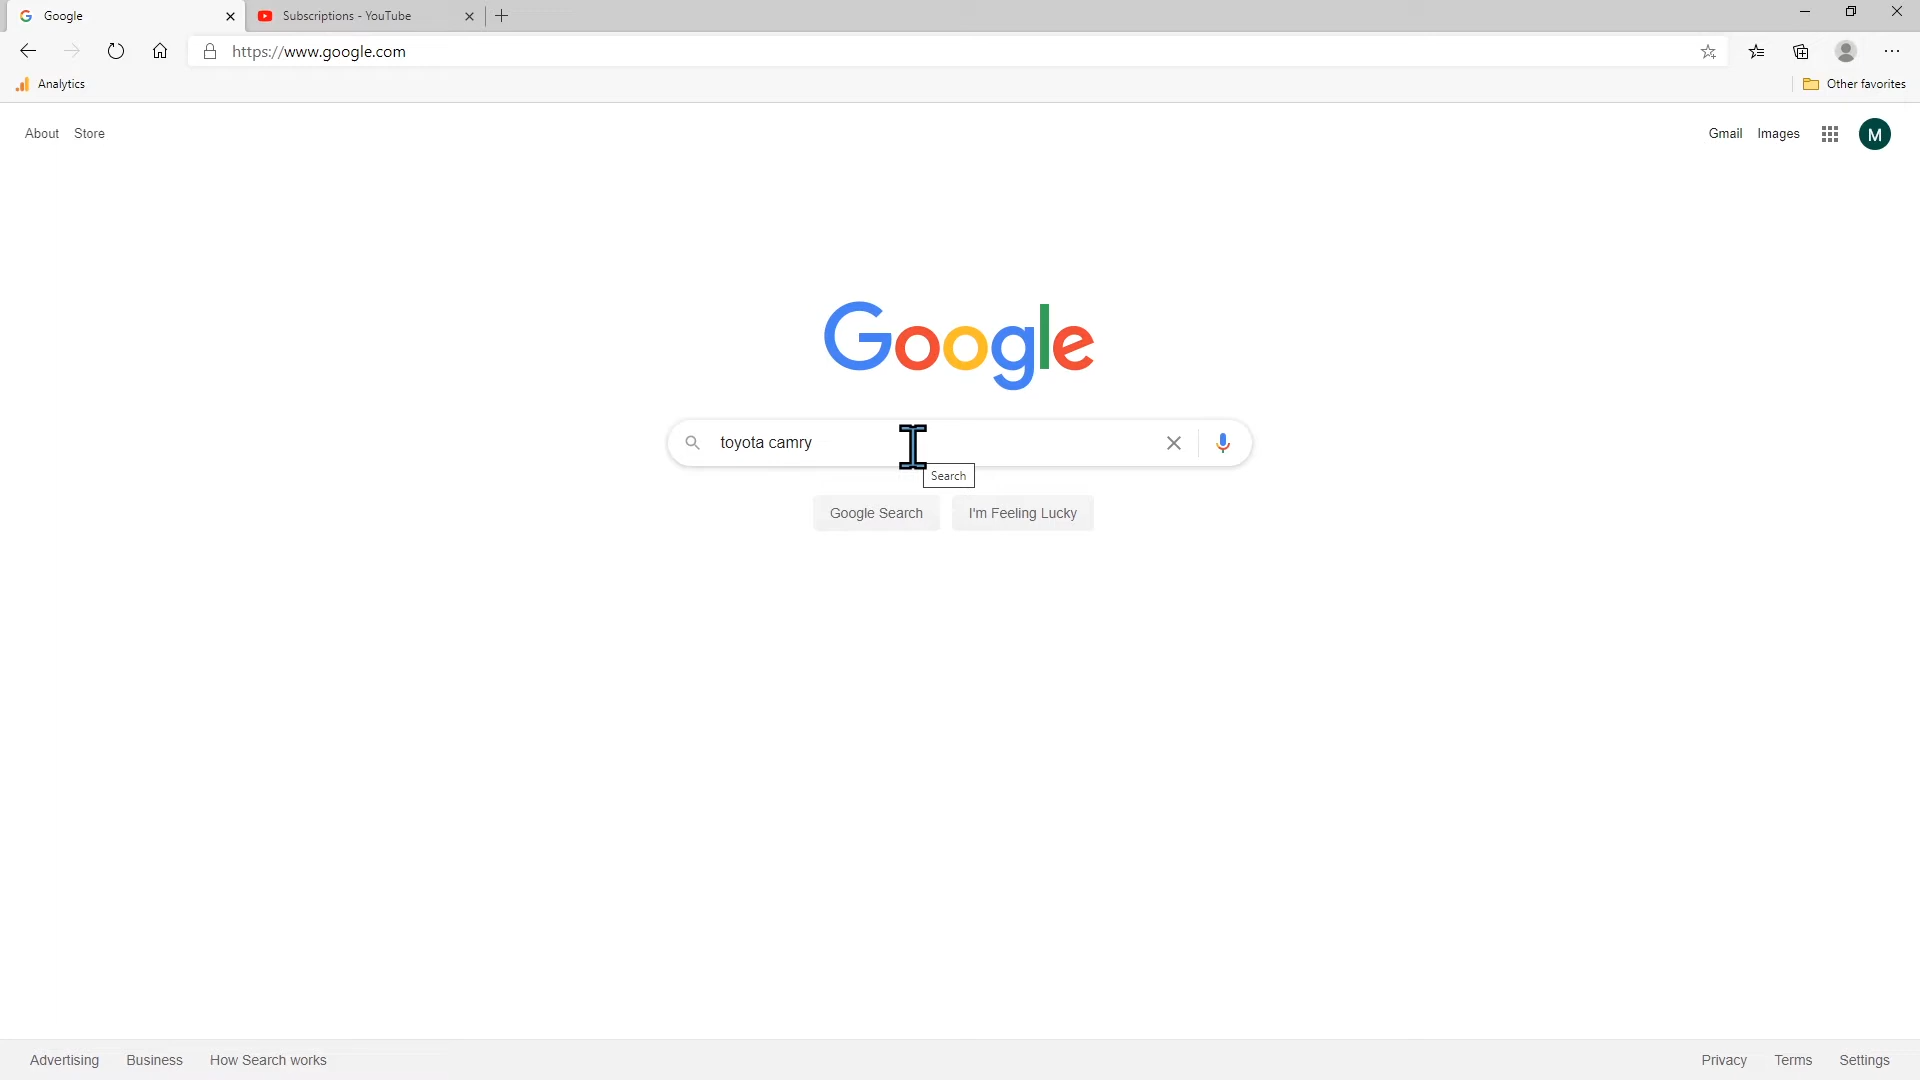 Google
Subscriptions - YouTube
https://www.google.com
Analytics
Other favorites
About Store
Gmail Images
M
Google
toyota camry
Search
Google Search
I'm Feeling Lucky
Advertising Business How Search works
Privacy Terms Settings